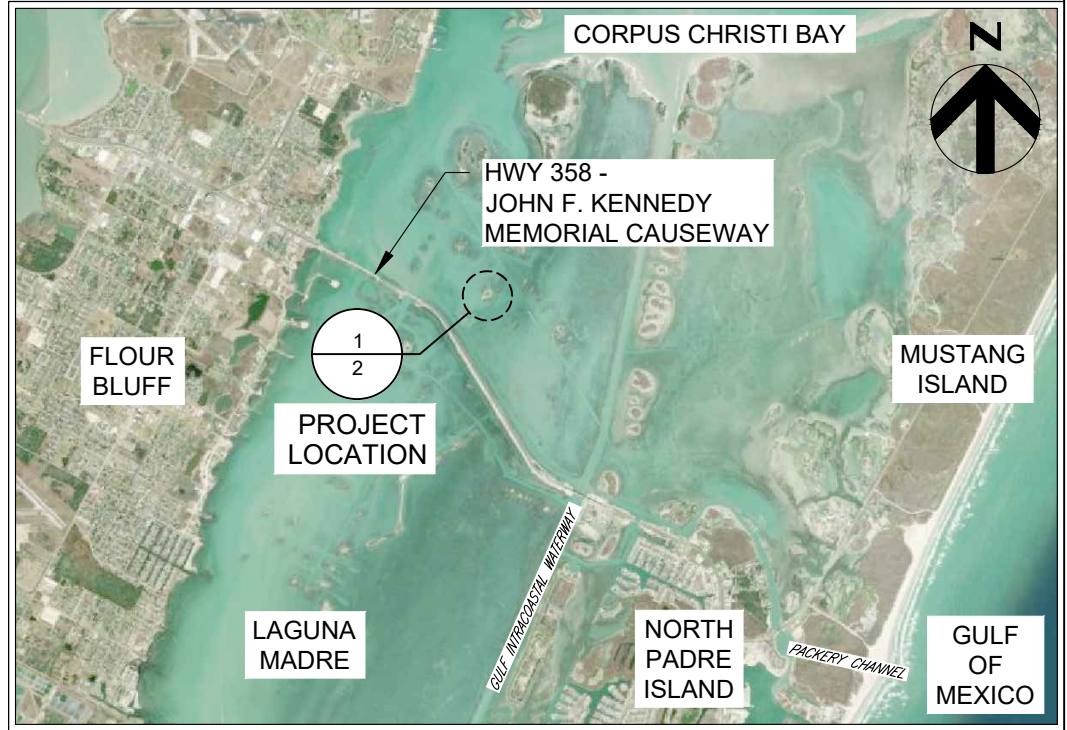 CORPUS CHRISTI BAY
N
HWY 358 -
JOHN F. KENNEDY
MEMORIAL CAUSEWAY
1
2
PROJECT
LOCATION
FLOUR
BLUFF
MUSTANG
ISLAND
GULF INTRACOASTAL WATERWAY
LAGUNA
MADRE
NORTH
PADRE
ISLAND
PACKERY CHANNEL
GULF
OF
MEXICO